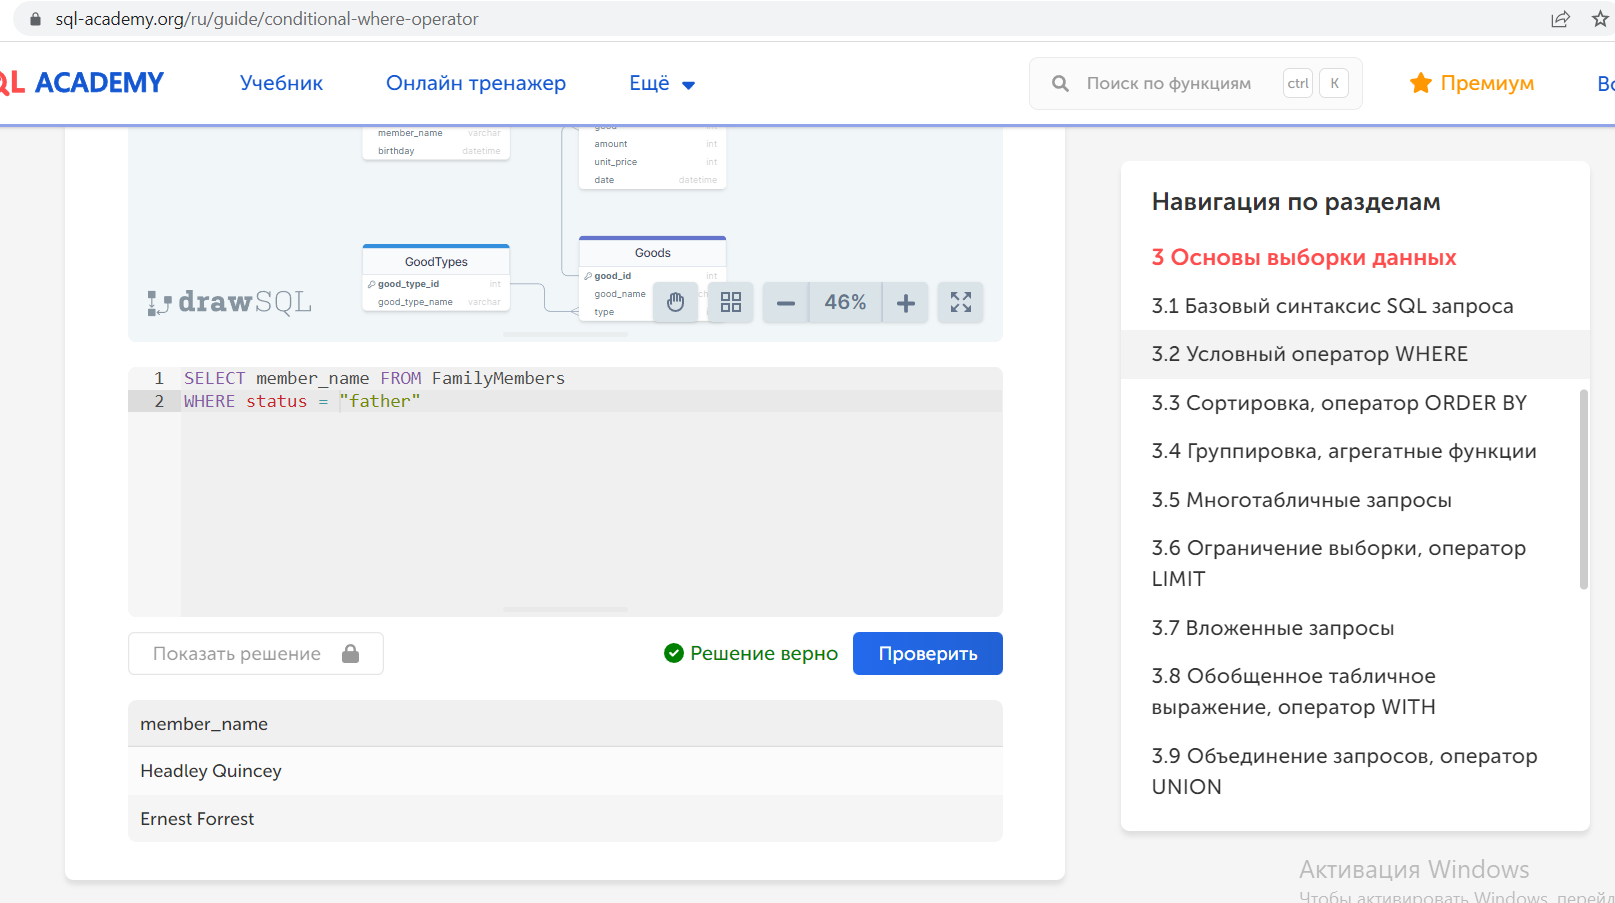 sql-academy.org/ru/guide/conditional-where-operator
QL ACADEMY
Учебник
Онлайн тренажер
Ещё
Поиск по функциям
ctrl
K
Премиум
member_name varchar
birthday datetime
good int
amount int
unit_price int
date datetime
GoodTypes
good_type_id int
good_type_name varchar
Goods
good_id int
good_name
type
drawSQL
46%
1 SELECT member_name FROM FamilyMembers
2 WHERE status = "father"
Показать решение
Решение верно
Проверить
member_name
Headley Quincey
Ernest Forrest
Навигация по разделам
3 Основы выборки данных
3.1 Базовый синтаксис SQL запроса
3.2 Условный оператор WHERE
3.3 Сортировка, оператор ORDER BY
3.4 Группировка, агрегатные функции
3.5 Многотабличные запросы
3.6 Ограничение выборки, оператор
LIMIT
3.7 Вложенные запросы
3.8 Обобщенное табличное
выражение, оператор WITH
3.9 Объединение запросов, оператор
UNION
Активация Windows
Чтобы активировать Windows, перейд